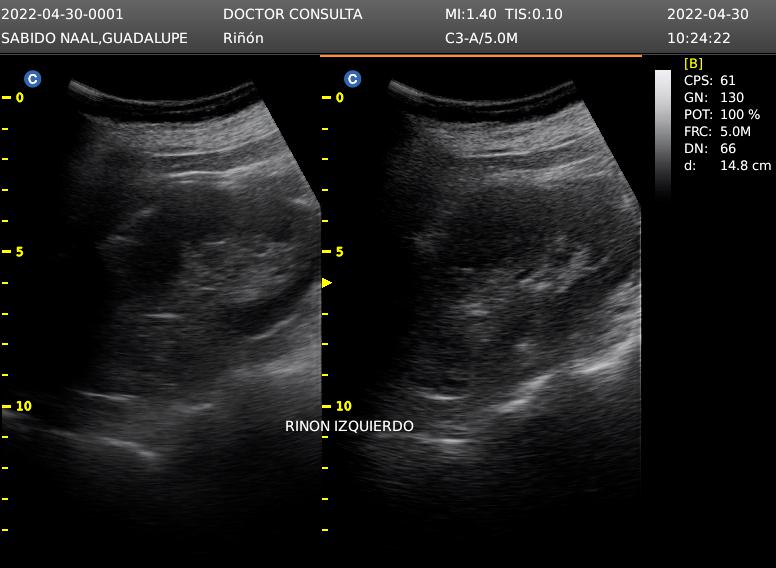 2022-04-30-0001 DOCTOR CONSULTA MI:1.40 TIS:0.10 2022-04-30
SABIDO NAAL,GUADALUPE Riñón C3-A/5.0M 10:24:22
[B]
CPS: 61
GN: 130
POT: 100 %
FRC: 5.0M
DN: 66
d: 14.8 cm
C C
0 0
5 5
10 10
RINON IZQUIERDO